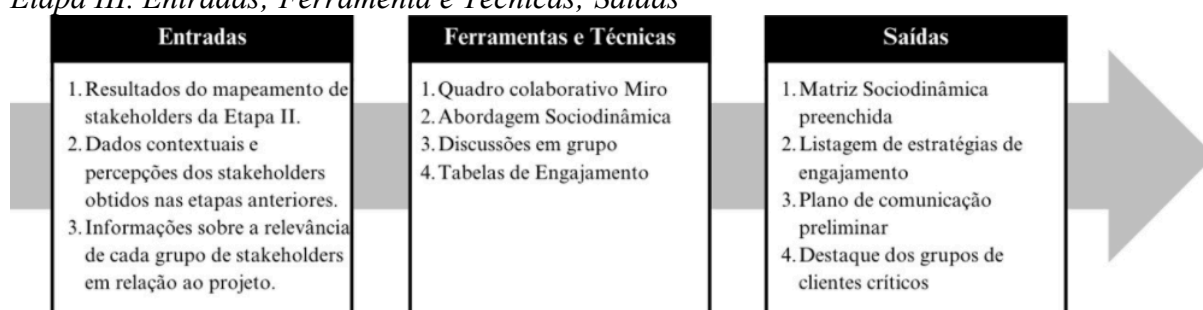 Etapa III: Entradas; Ferramenta e Técnicas; Saídas
Entradas
1. Resultados do mapeamento de
stakeholders da Etapa II.
2. Dados contextuais e
percepções dos stakeholders
obtidos nas etapas anteriores.
3. Informações sobre a relevância
de cada grupo de stakeholders
em relação ao projeto.
Ferramentas e Técnicas
1. Quadro colaborativo Miro
2. Abordagem Sociodinâmica
3. Discussões em grupo
4. Tabelas de Engajamento
Saídas
1. Matriz Sociodinâmica
preenchida
2. Listagem de estratégias de
engajamento
3. Plano de comunicação
preliminar
4. Destaque dos grupos de
clientes críticos